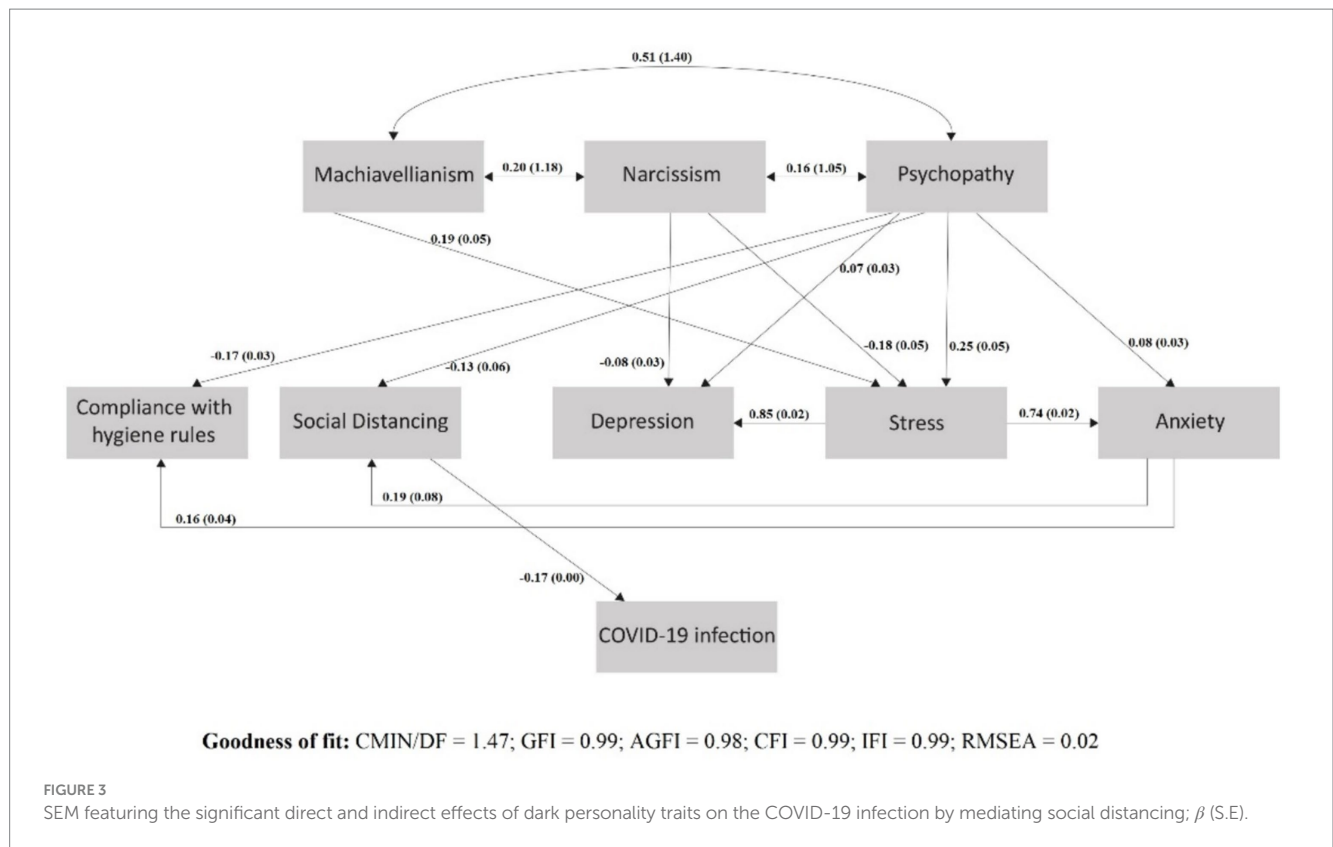 0.51 (1.40)
Machiavellianism
0.20 (1.18)
Narcissism
0.16 (1.05)
Psychopathy
0.19 (0.05)
0.07 (0.03)
-0.17 (0.03)
-0.13 (0.06)
-0.08 (0.03)
-0.18 (0.05)
0.25 (0.05)
0.08 (0.03)
Compliance with
hygiene rules
Social Distancing
Depression
0.85 (0.02)
Stress
0.74 (0.02)
Anxiety
0.19 (0.08)
0.16 (0.04)
-0.17 (0.00)
COVID-19 infection
Goodness of fit: CMIN/DF = 1.47; GFI = 0.99; AGFI = 0.98; CFI = 0.99; IFI = 0.99; RMSEA = 0.02
FIGURE 3
SEM featuring the significant direct and indirect effects of dark personality traits on the COVID-19 infection by mediating social distancing; β (S.E).